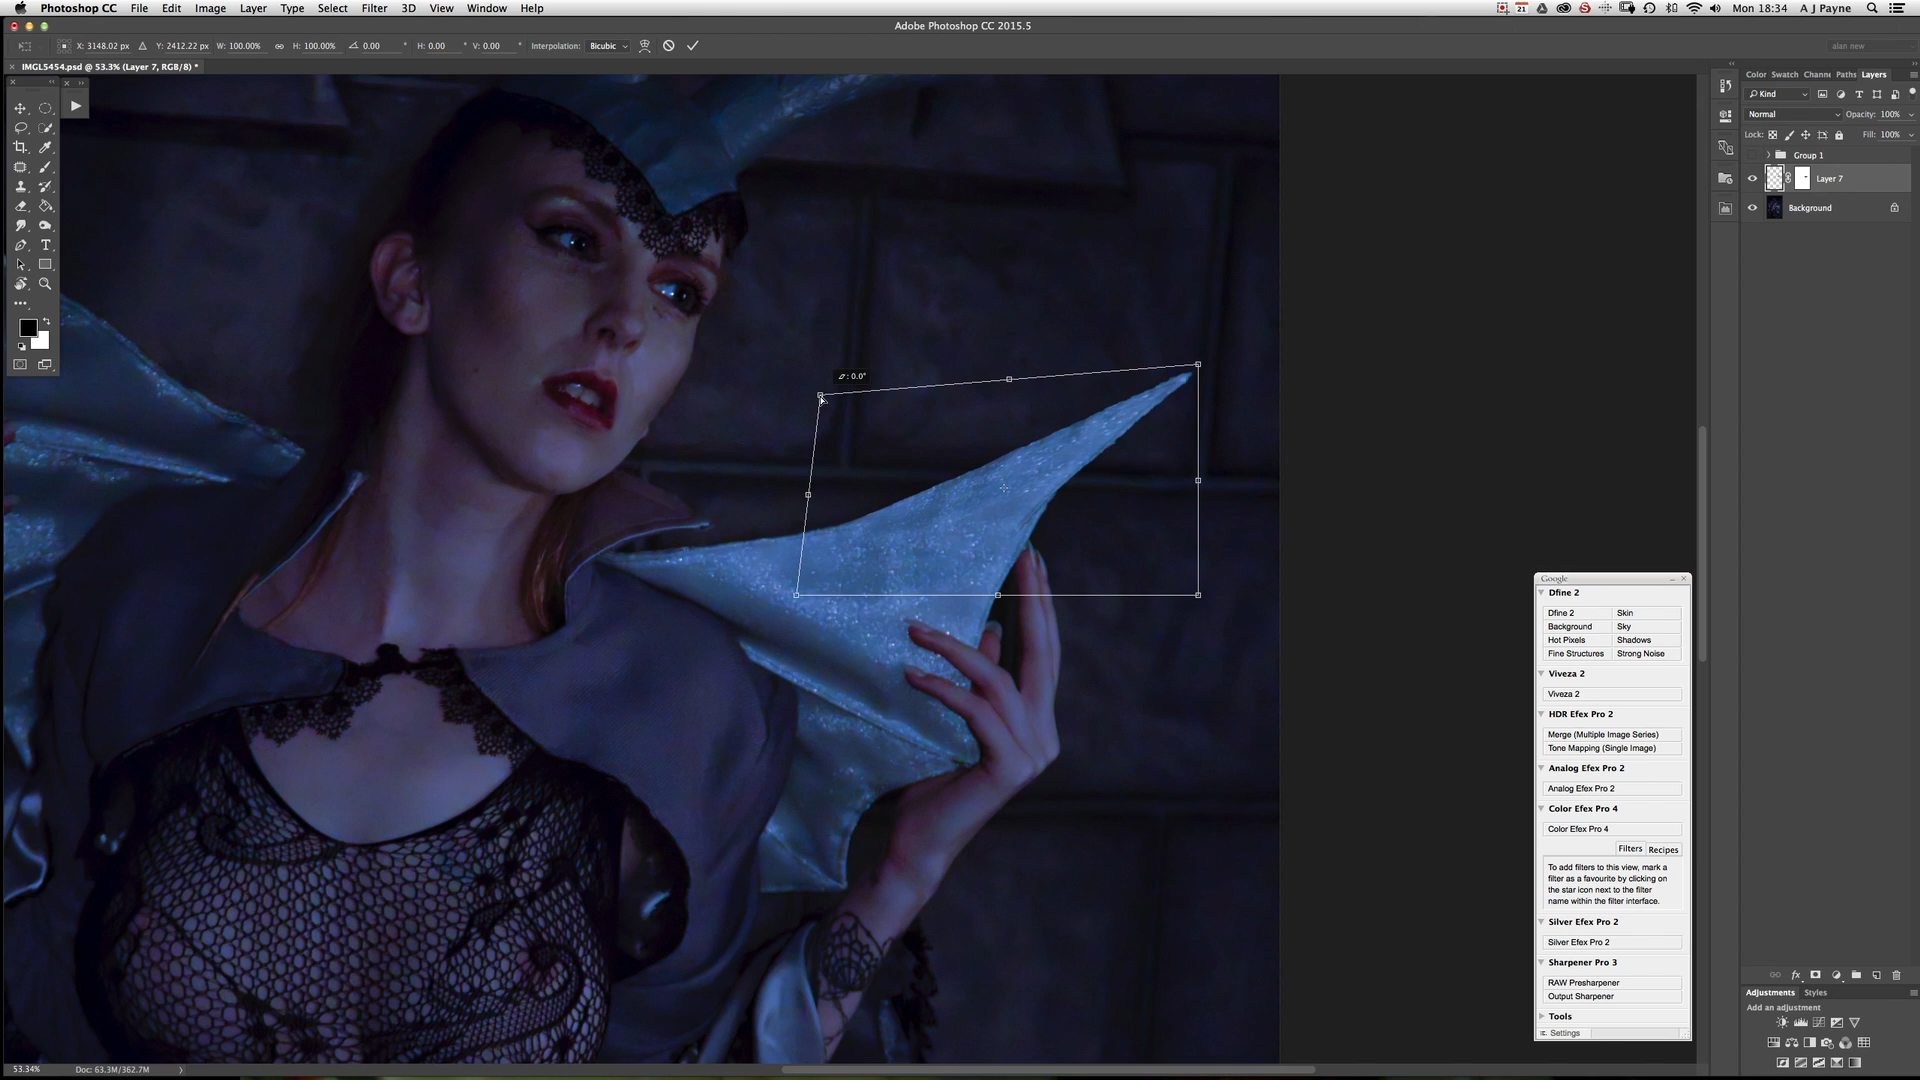 Photoshop CC File Edit Image Layer Type Select Filter 3D View Window Help
21 Mon 18:34 A J Payne
Adobe Photoshop CC 2015.5
X: 3148.02 px Y: 2412.22 px W: 100.00% H: 100.00% 0.00 ° H: 0.00 ° V: 0.00 ° Interpolation: Bicubic
alan new
× IMGL5454.psd @ 53.3% (Layer 7, RGB/8) *
Color Swatch Channe Paths Layers
Kind
Normal Opacity: 100%
Lock: Fill: 100%
Group 1
Layer 7
Background
: 0.0°
Google
Dfine 2
Dfine 2 Skin
Background Sky
Hot Pixels Shadows
Fine Structures Strong Noise
Viveza 2
Viveza 2
HDR Efex Pro 2
Merge (Multiple Image Series)
Tone Mapping (Single Image)
Analog Efex Pro 2
Analog Efex Pro 2
Color Efex Pro 4
Color Efex Pro 4
Filters Recipes
To add filters to this view, mark a
filter as a favourite by clicking on
the star icon next to the filter
name within the filter interface.
Silver Efex Pro 2
Silver Efex Pro 2
Sharpener Pro 3
RAW Presharpener
Output Sharpener
Tools
Settings
fx
Adjustments Styles
Add an adjustment
53.34% Doc: 63.3M/362.7M